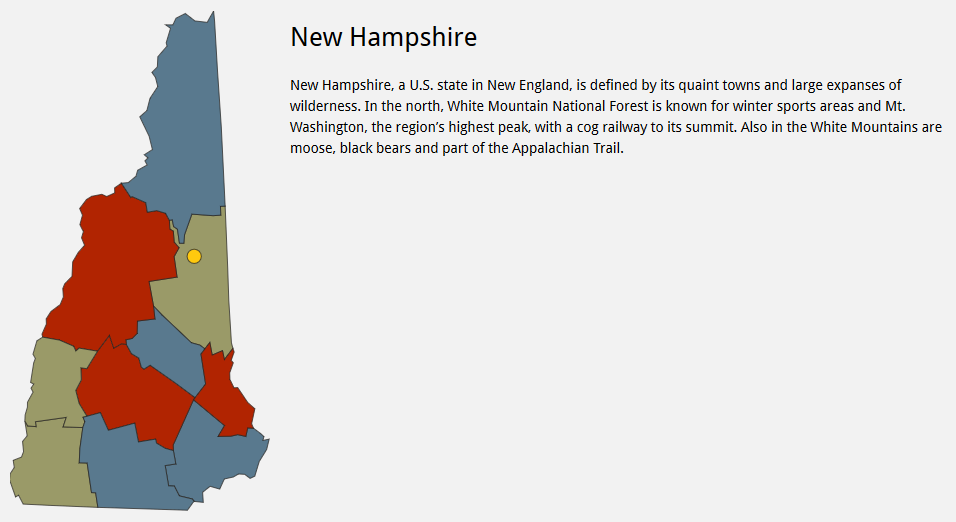 New Hampshire
New Hampshire, a U.S. state in New England, is defined by its quaint towns and large expanses of
wilderness. In the north, White Mountain National Forest is known for winter sports areas and Mt.
Washington, the region’s highest peak, with a cog railway to its summit. Also in the White Mountains are
moose, black bears and part of the Appalachian Trail.